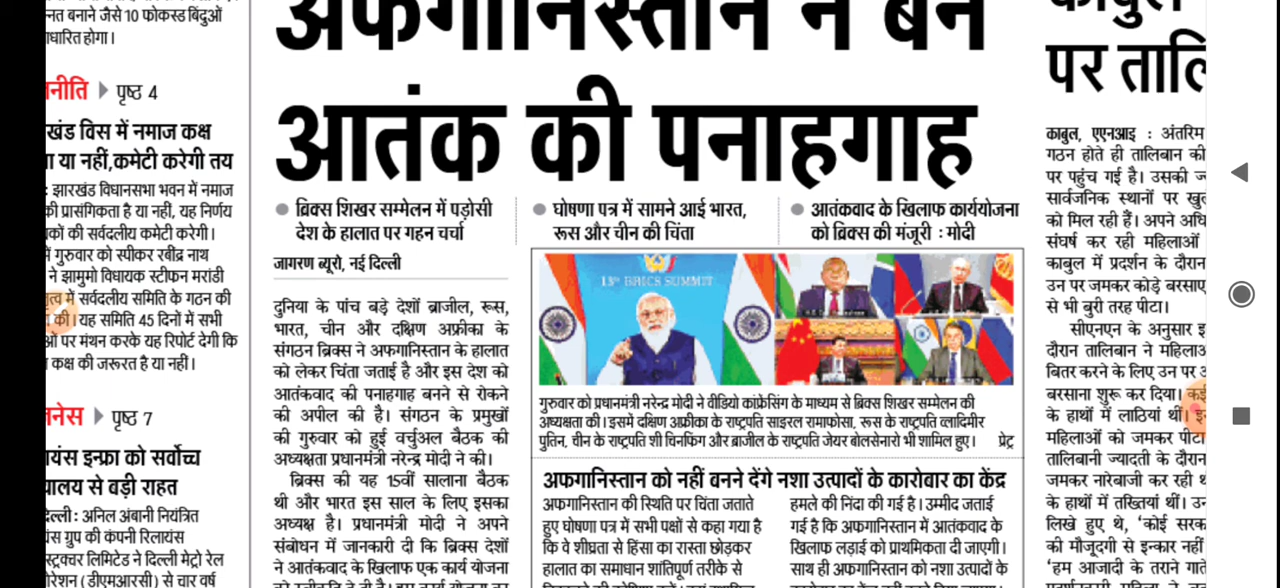 नत बनाने जैसे 10 फोकस्ड बिंदुओं
धारित होगा।
नीति ▶ पृष्ठ 4
खंड विस में नमाज कक्ष
या नहीं,कमेटी करेगी तय
: झारखंड विधानसभा भवन में नमाज
की प्रासंगिकता है या नहीं, यह निर्णय
कों की सर्वदलीय कमेटी करेगी।
में गुरुवार को स्पीकर रबींद्र नाथ
ने झामुमो विधायक स्टीफन मरांडी
त्व में सर्वदलीय समिति के गठन की
की। यह समिति 45 दिनों में सभी
ओं पर मंथन करके यह रिपोर्ट देगी कि
कक्ष की जरूरत है या नहीं।
नेस ▶ पृष्ठ 7
यंस इन्फ्रा को सर्वोच्च
यालय से बड़ी राहत
दिल्ली : अनिल अंबानी नियंत्रित
यंस ग्रुप की कंपनी रिलायंस
स्ट्रक्चर लिमिटेड ने दिल्ली मेट्रो रेल
रेशन (डीएमआरसी) से चार वर्ष
अफगानिस्तान न बने
आतंक की पनाहगाह
● ब्रिक्स शिखर सम्मेलन में पड़ोसी
देश के हालात पर गहन चर्चा
● घोषणा पत्र में सामने आई भारत,
रूस और चीन की चिंता
● आतंकवाद के खिलाफ कार्ययोजना
को ब्रिक्स की मंजूरी : मोदी
जागरण ब्यूरो, नई दिल्ली
दुनिया के पांच बड़े देशों ब्राजील, रूस,
भारत, चीन और दक्षिण अफ्रीका के
संगठन ब्रिक्स ने अफगानिस्तान के हालात
को लेकर चिंता जताई है और इस देश को
आतंकवाद की पनाहगाह बनने से रोकने
की अपील की है। संगठन के प्रमुखों
की गुरुवार को हुई वर्चुअल बैठक की
अध्यक्षता प्रधानमंत्री नरेन्द्र मोदी ने की।
ब्रिक्स की यह 15वीं सालाना बैठक
थी और भारत इस साल के लिए इसका
अध्यक्ष है। प्रधानमंत्री मोदी ने अपने
संबोधन में जानकारी दी कि ब्रिक्स देशों
ने आतंकवाद के खिलाफ एक कार्य योजना
13th BRICS SUMMIT
गुरुवार को प्रधानमंत्री नरेन्द्र मोदी ने वीडियो कांफ्रेंसिंग के माध्यम से ब्रिक्स शिखर सम्मेलन की
अध्यक्षता की। इसमें दक्षिण अफ्रीका के राष्ट्रपति साइरल रामाफोसा, रूस के राष्ट्रपति व्लादिमीर
पुतिन, चीन के राष्ट्रपति शी चिनफिंग और ब्राजील के राष्ट्रपति जेयर बोलसेनारो भी शामिल हुए। प्रेट्र
अफगानिस्तान को नहीं बनने देंगे नशा उत्पादों के कारोबार का केंद्र
अफगानिस्तान की स्थिति पर चिंता जताते
हुए घोषणा पत्र में सभी पक्षों से कहा गया है
कि वे शीघ्रता से हिंसा का रास्ता छोड़कर
हालात का समाधान शांतिपूर्ण तरीके से
हमले की निंदा की गई है। उम्मीद जताई
गई है कि अफगानिस्तान में आतंकवाद के
खिलाफ लड़ाई को प्राथमिकता दी जाएगी।
साथ ही अफगानिस्तान को नशा उत्पादों के
काबुल
पर तालि
काबुल, एएनआइ : अंतरिम
गठन होते ही तालिबान की
पर पहुंच गई है। उसकी ज
सार्वजनिक स्थानों पर खु
को मिल रही हैं। अपने अधि
संघर्ष कर रही महिलाओं
काबुल में प्रदर्शन के दौरान
उन पर जमकर कोड़े बरसाए
से भी बुरी तरह पीटा।
सीएनएन के अनुसार इ
दौरान तालिबान ने महिलाअ
बितर करने के लिए उन पर
बरसाना शुरू कर दिया। कई
के हाथों में लाठियां थीं।
महिलाओं को जमकर पीटा
तालिबानी ज्यादती के दौरान
जमकर नारेबाजी कर रही थ
के हाथों में तख्तियां थीं। उन
लिखे हुए थे, 'कोई सरक
की मौजूदगी से इन्कार नहीं
'हम आजादी के तराने गाते